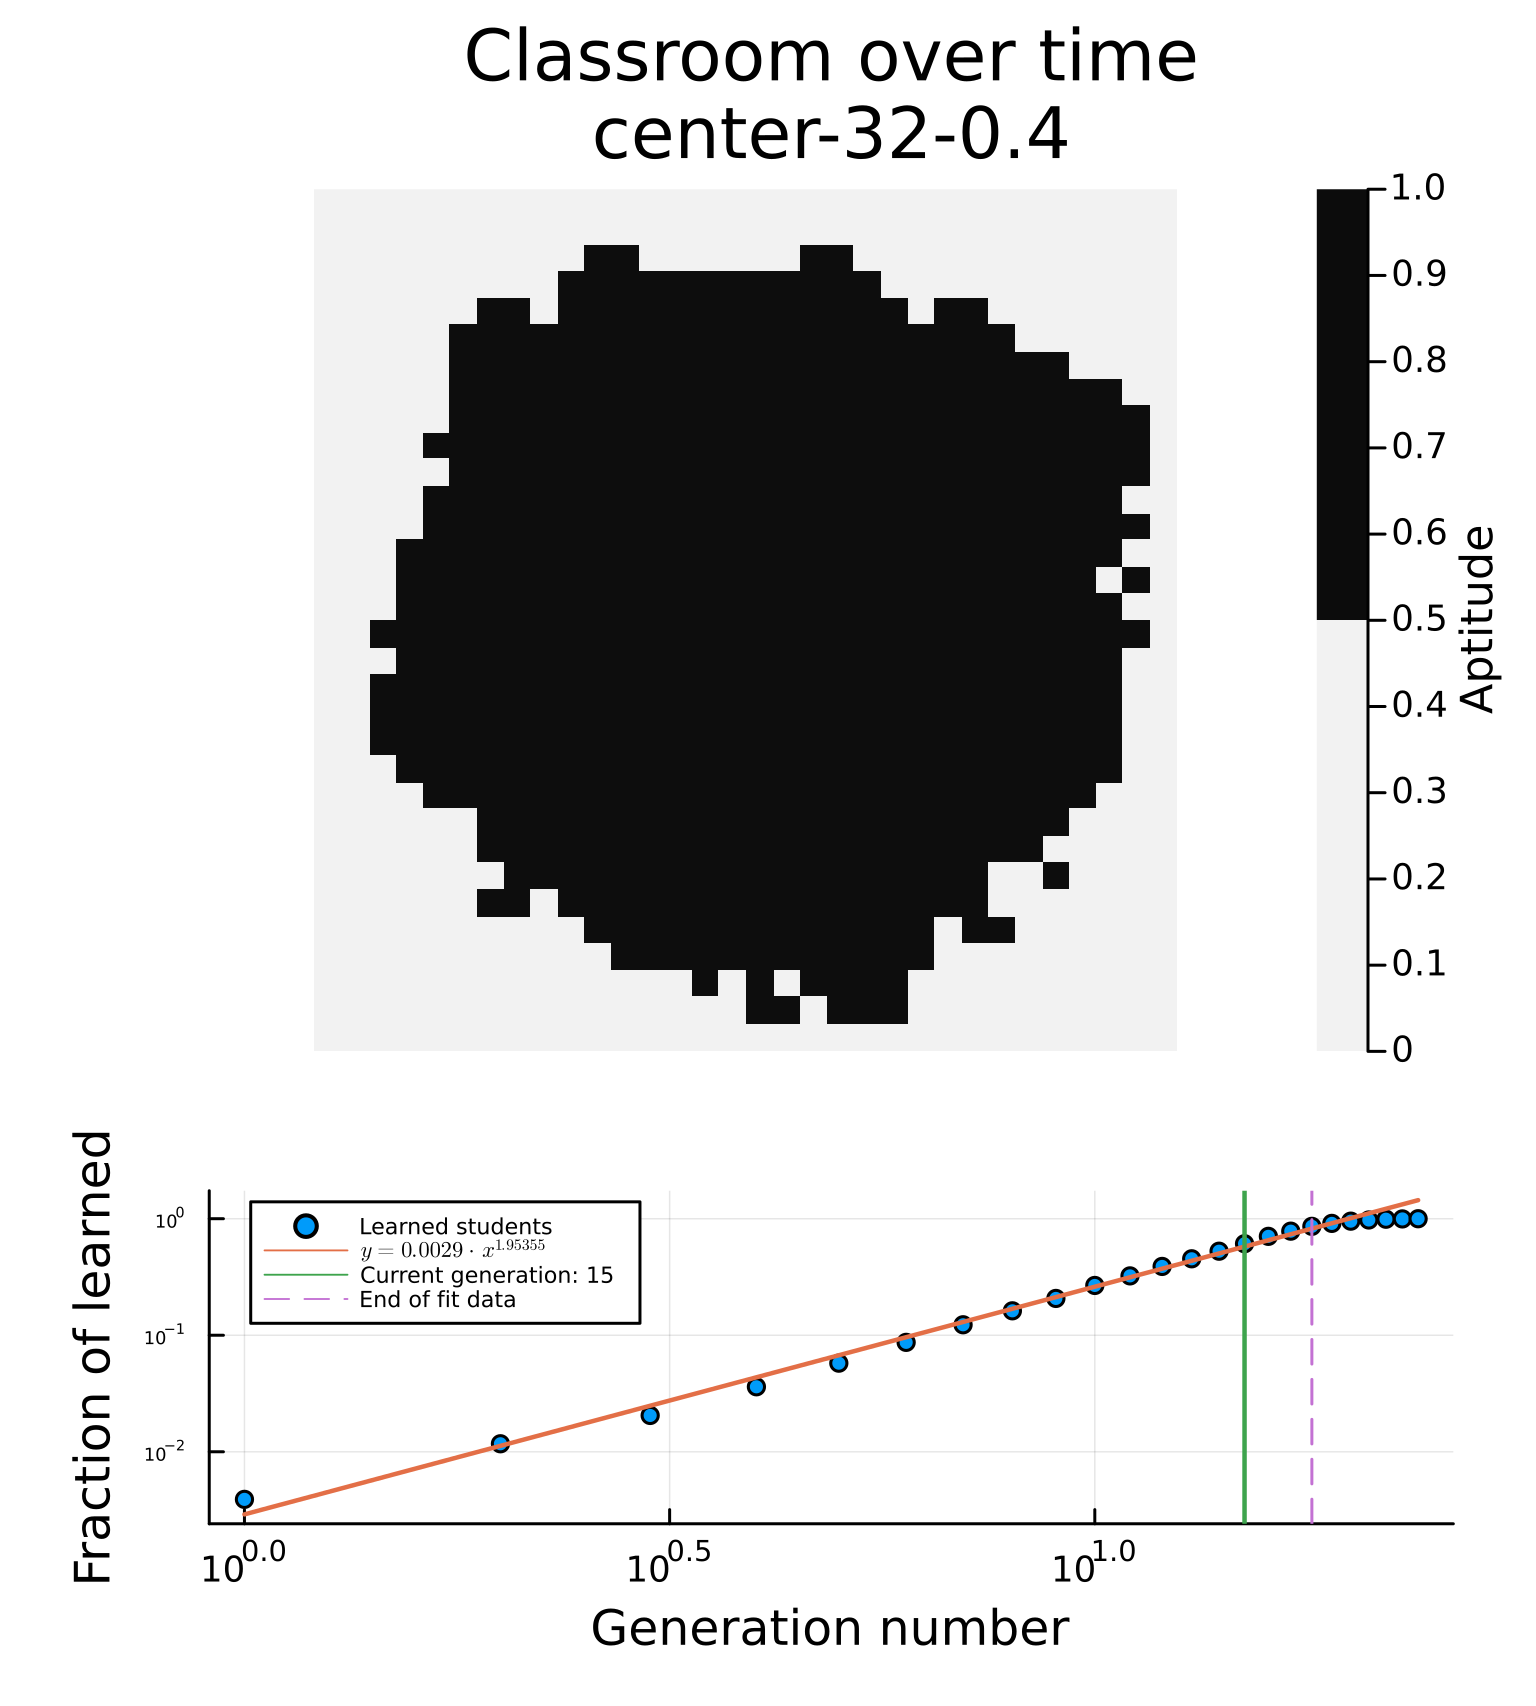 Classroom over time
center-32-0.4
1.0
0.9
0.8
0.7
0.6
0.5
0.4
0.3
0.2
0.1
0
Aptitude
Fraction of learned
10⁰
10⁻¹
10⁻²
Learned students
y = 0.0029 · x^1.95355
Current generation: 15
End of fit data
10^0.0
10^0.5
10^1.0
Generation number